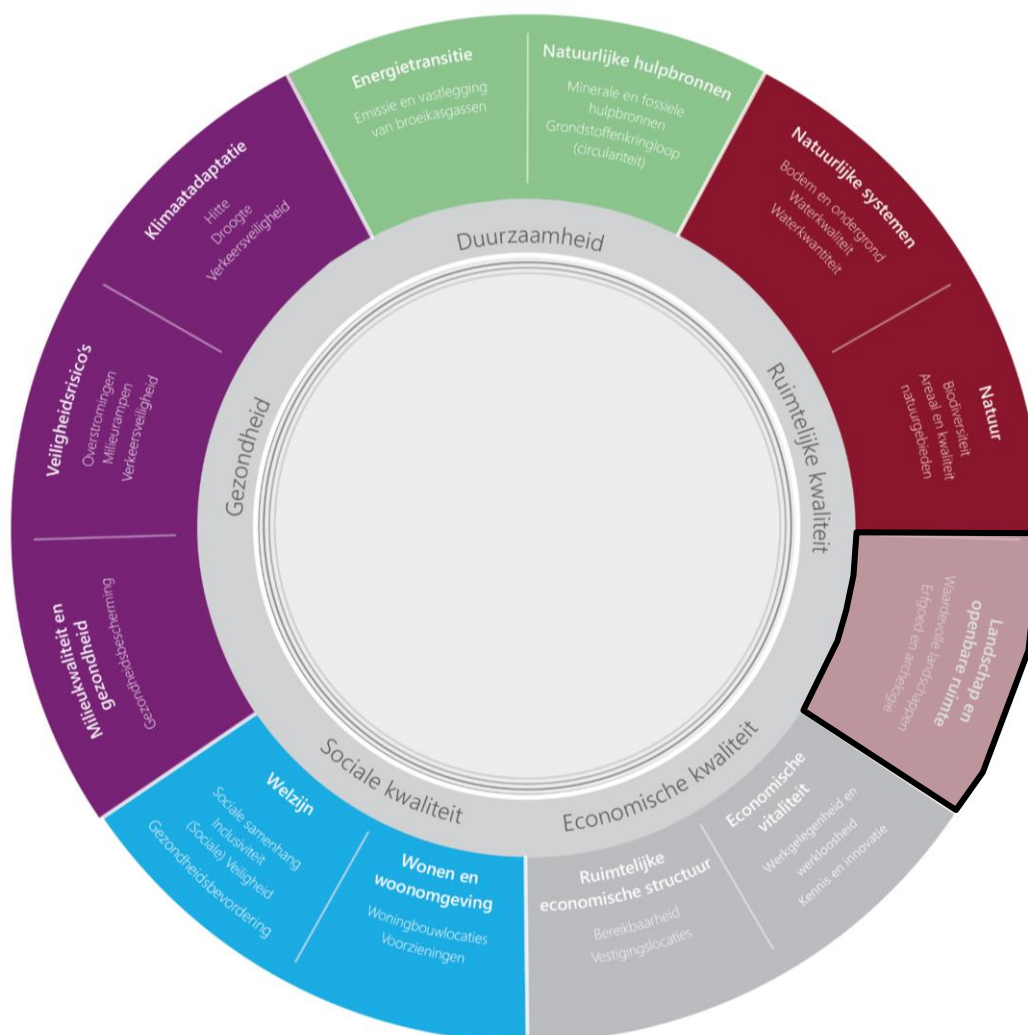 Energietransitie
Emissie en vastlegging
van broeikasgassen
Natuurlijke hulpbronnen
Minerale en fossiele
hulpbronnen
Grondstoffenkringloop
(circulariteit)
Natuurlijke systemen
Bodem en ondergrond
Waterkwaliteit
Waterkwantiteit
Natuur
Biodiversiteit
Areaal en kwaliteit
natuurgebieden
Landschap en
openbare ruimte
Waardevolle landschappen
Erfgoed en archelogie
Economische
vitaliteit
Werkgelegenheid en
werkloosheid
Kennis en innovatie
Ruimtelijke
economische structuur
Bereikbaarheid
Vestigingslocaties
Wonen en
woonomgeving
Woningbouwlocaties
Voorzieningen
Welzijn
Sociale samenhang
Inclusiviteit
(Sociale) Veiligheid
Gezondheidsbevordering
Milieukwaliteit en
gezondheid
Gezondheidsbescherming
Veiligheidsrisico's
Overstromingen
Milieurampen
Verkeersveiligheid
Klimaatadaptatie
Hitte
Droogte
Verkeersveiligheid
Duurzaamheid
Ruimtelijke kwaliteit
Economische kwaliteit
Sociale kwaliteit
Gezondheid